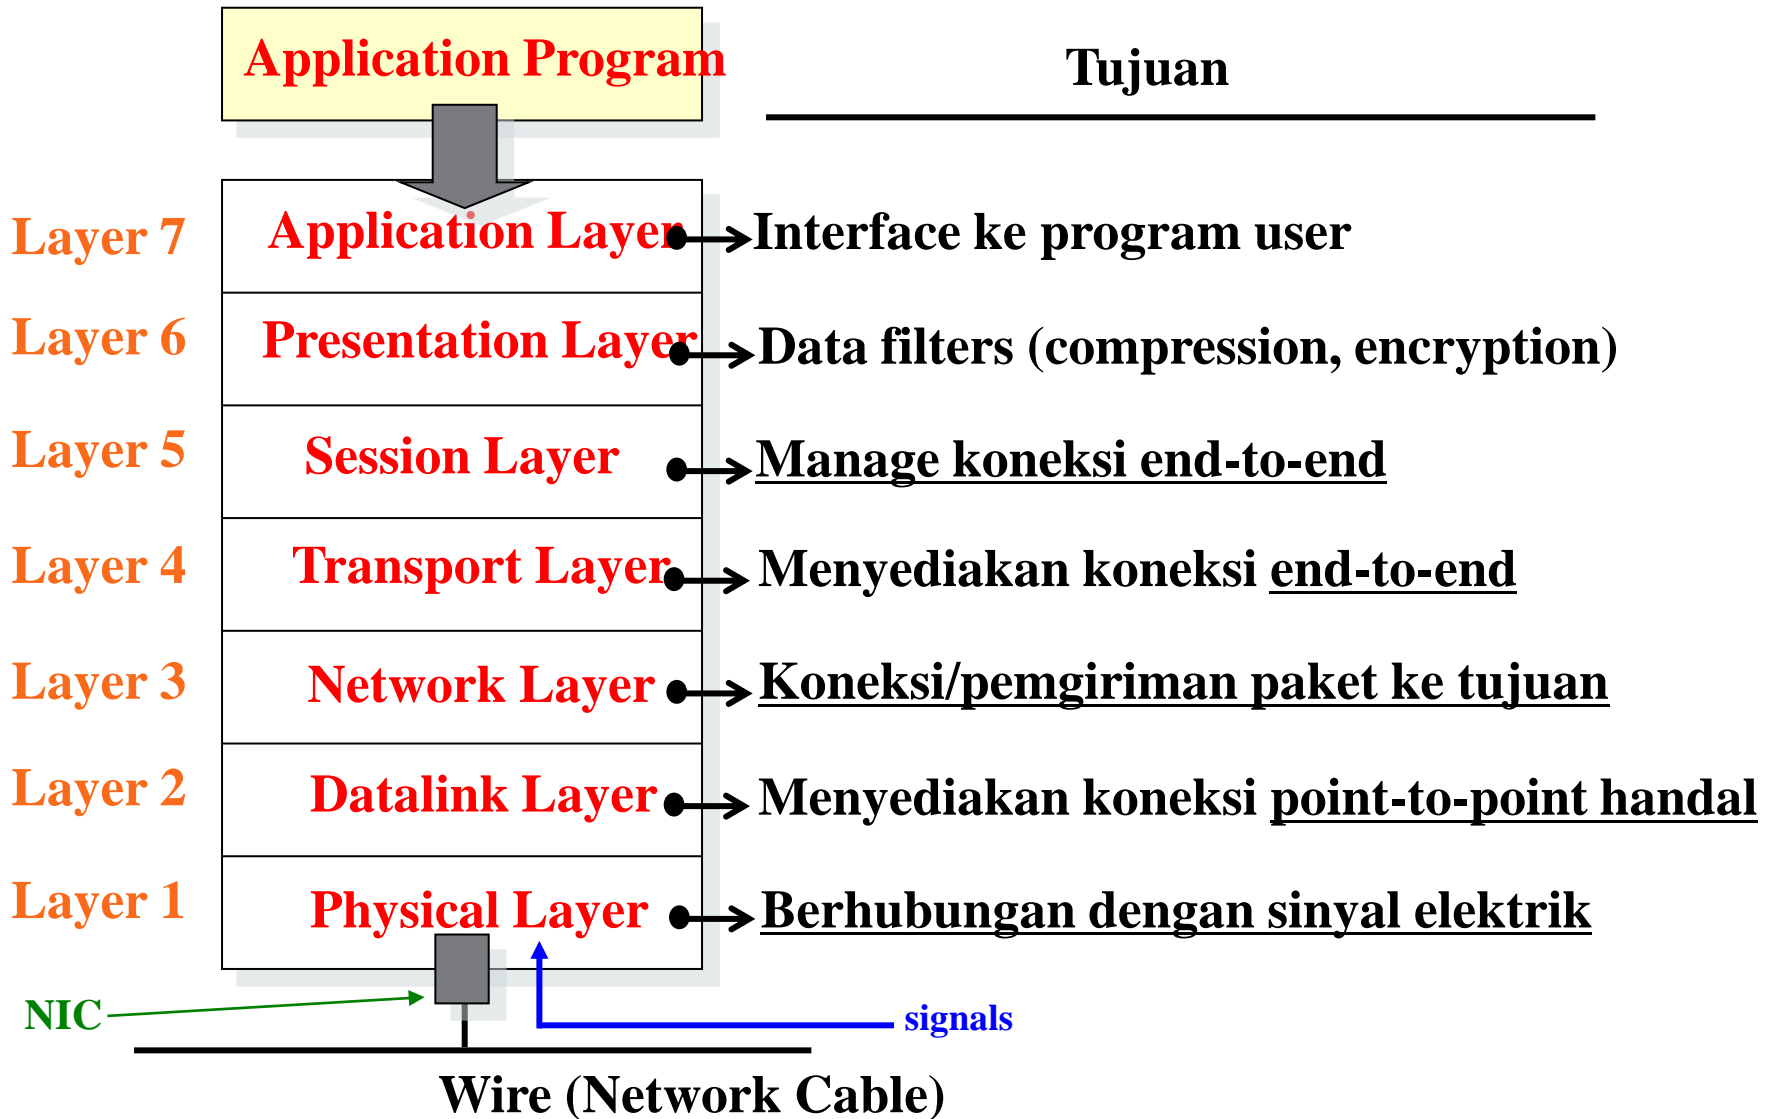 Application Program
Tujuan
Layer 7 Application Layer Interface ke program user
Layer 6 Presentation Layer Data filters (compression, encryption)
Layer 5 Session Layer Manage koneksi end-to-end
Layer 4 Transport Layer Menyediakan koneksi end-to-end
Layer 3 Network Layer Koneksi/pemgiriman paket ke tujuan
Layer 2 Datalink Layer Menyediakan koneksi point-to-point handal
Layer 1 Physical Layer Berhubungan dengan sinyal elektrik
NIC
signals
Wire (Network Cable)